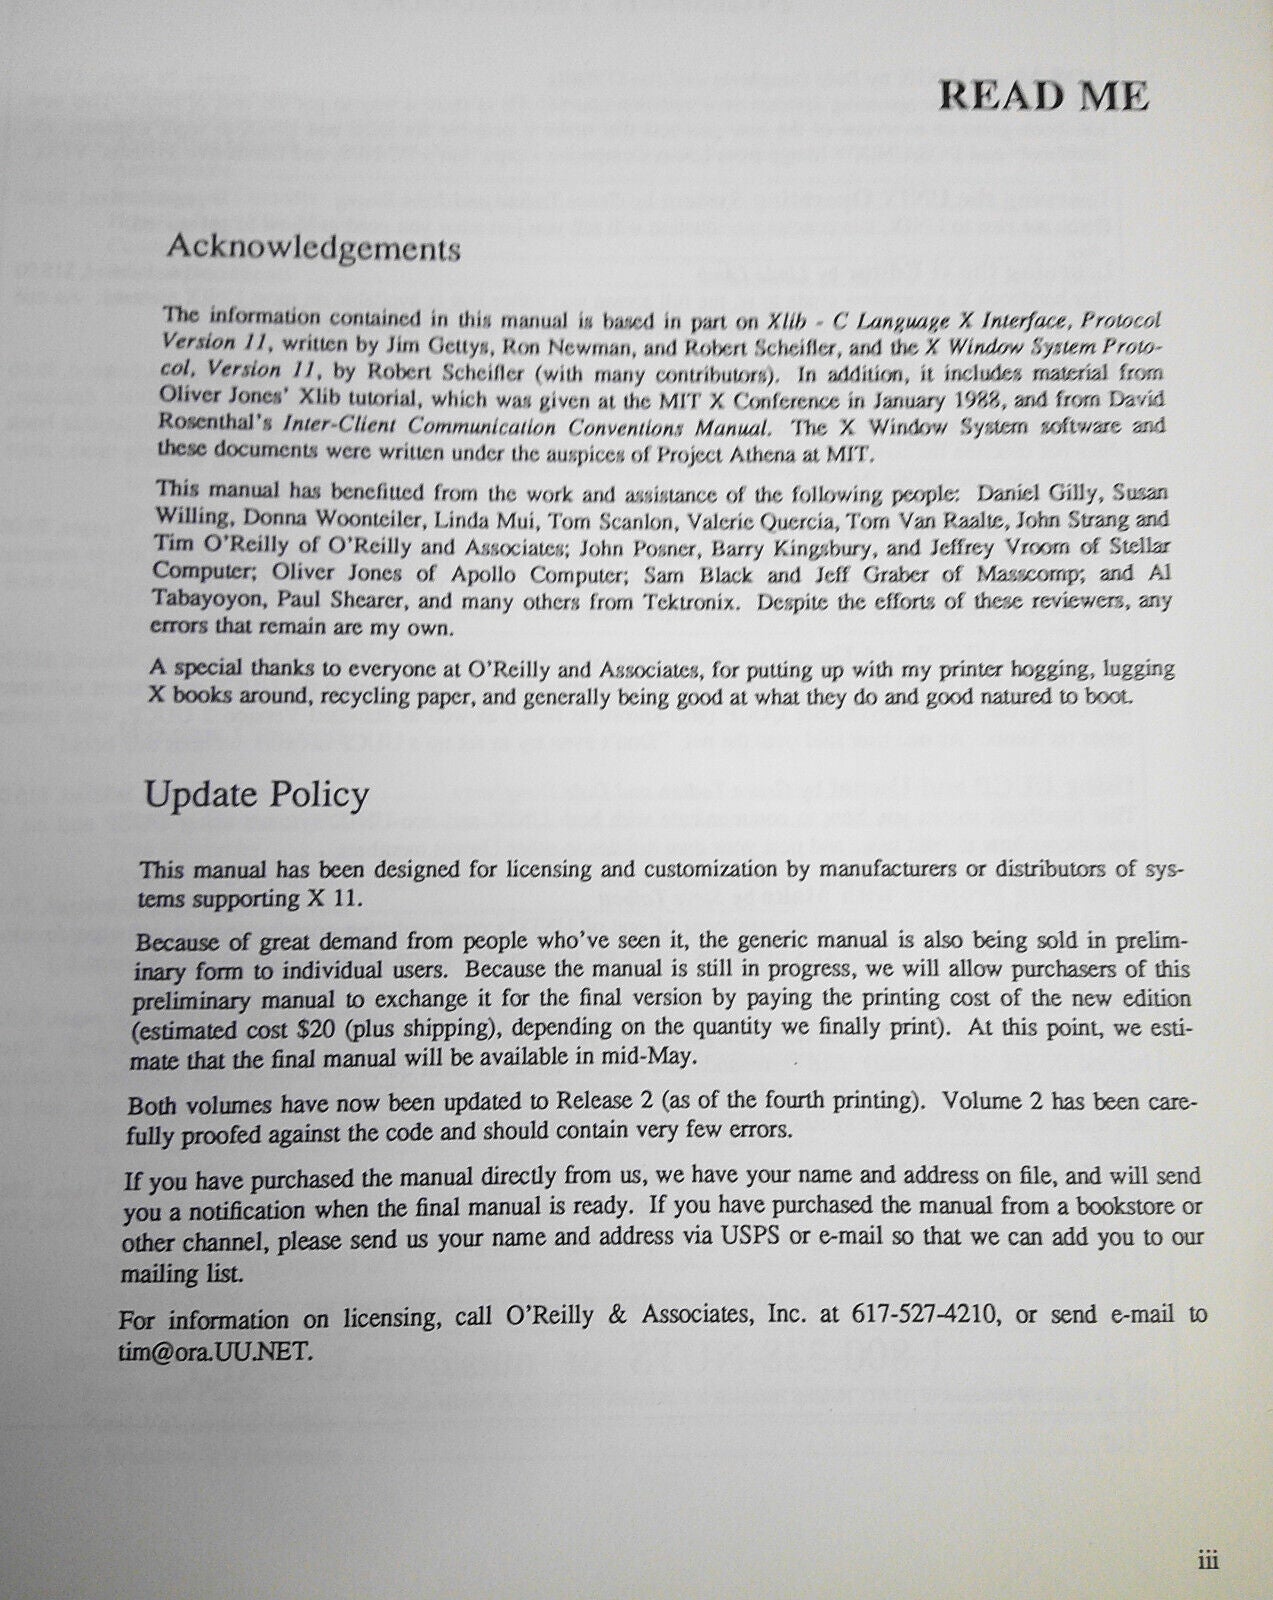 READ ME
Acknowledgements
The information contained in this manual is based in part on Xlib - C Language X Interface, Protocol
Version 11, written by Jim Gettys, Ron Newman, and Robert Scheifler, and the X Window System Proto-
col, Version 11, by Robert Scheifler (with many contributors). In addition, it includes material from
Oliver Jones' Xlib tutorial, which was given at the MIT X Conference in January 1988, and from David
Rosenthal's Inter-Client Communication Conventions Manual. The X Window System software and
these documents were written under the auspices of Project Athena at MIT.
This manual has benefitted from the work and assistance of the following people: Daniel Gilly, Susan
Willing, Donna Woonteiler, Linda Mui, Tom Scanlon, Valerie Quercia, Tom Van Raalte, John Strang and
Tim O'Reilly of O'Reilly and Associates; John Posner, Barry Kingsbury, and Jeffrey Vroom of Stellar
Computer; Oliver Jones of Apollo Computer; Sam Black and Jeff Graber of Masscomp; and Al
Tabayoyon, Paul Shearer, and many others from Tektronix. Despite the efforts of these reviewers, any
errors that remain are my own.
A special thanks to everyone at O'Reilly and Associates, for putting up with my printer hogging, lugging
X books around, recycling paper, and generally being good at what they do and good natured to boot.
Update Policy
This manual has been designed for licensing and customization by manufacturers or distributors of sys-
tems supporting X 11.
Because of great demand from people who've seen it, the generic manual is also being sold in prelim-
inary form to individual users. Because the manual is still in progress, we will allow purchasers of this
preliminary manual to exchange it for the final version by paying the printing cost of the new edition
(estimated cost $20 (plus shipping), depending on the quantity we finally print). At this point, we esti-
mate that the final manual will be available in mid-May.
Both volumes have now been updated to Release 2 (as of the fourth printing). Volume 2 has been care-
fully proofed against the code and should contain very few errors.
If you have purchased the manual directly from us, we have your name and address on file, and will send
you a notification when the final manual is ready. If you have purchased the manual from a bookstore or
other channel, please send us your name and address via USPS or e-mail so that we can add you to our
mailing list.
For information on licensing, call O'Reilly & Associates, Inc. at 617-527-4210, or send e-mail to
tim@ora.UU.NET.
iii